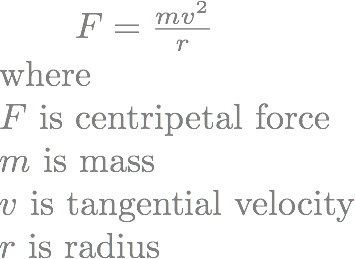 F = \frac{mv^2}{r}
where
F is centripetal force
m is mass
v is tangential velocity
r is radius